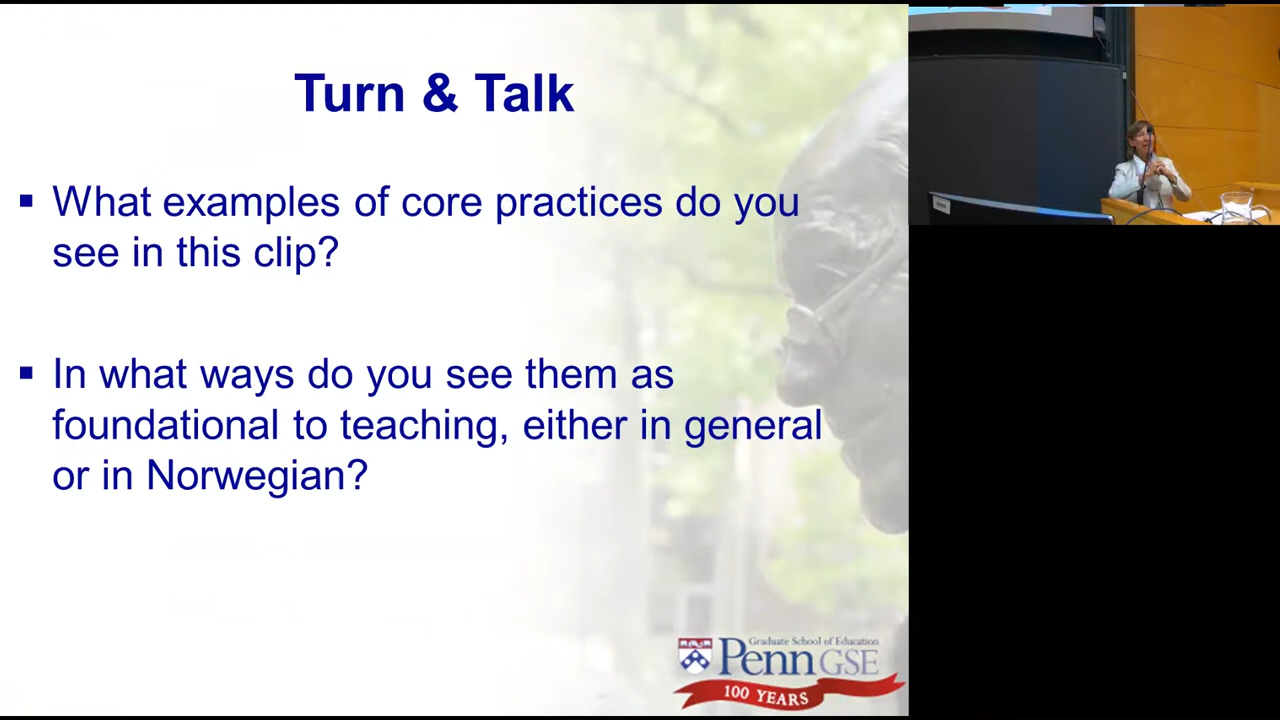 Turn & Talk
▪ What examples of core practices do you
see in this clip?
▪ In what ways do you see them as
foundational to teaching, either in general
or in Norwegian?
Graduate School of Education
Penn GSE
100 YEARS